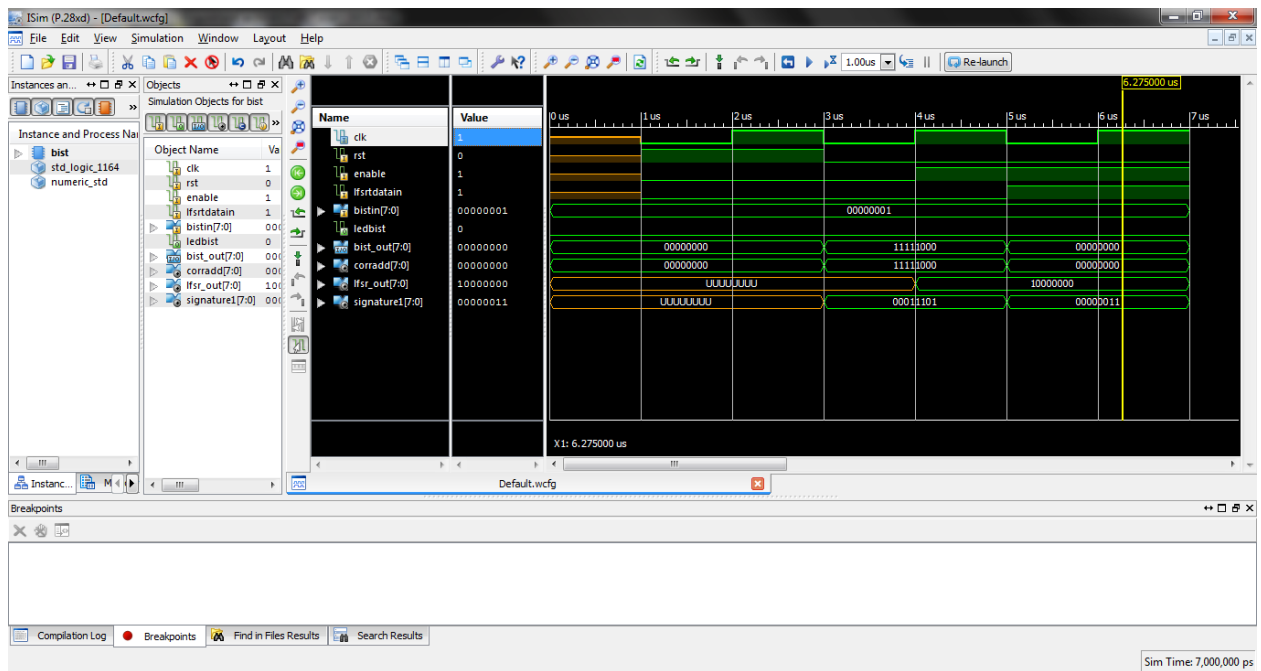 ISim (P.28xd) - [Default.wcfg]
File Edit View Simulation Window Layout Help
1.00us Re-launch
Instances an...
Objects
Simulation Objects for bist
Instance and Process Nar
bist
std_logic_1164
numeric_std
Object Name Va
clk 1
rst 0
enable 1
lfsrtdatain 1
bistin[7:0] 000
ledbist 0
bist_out[7:0] 000
corradd[7:0] 000
lfsr_out[7:0] 100
signature1[7:0] 000
6.275000 us
Name Value
0 us 1 us 2 us 3 us 4 us 5 us 6 us 7 us
clk 1
rst 0
enable 1
lfsrtdatain 1
bistin[7:0] 00000001 00000001
ledbist 0
bist_out[7:0] 00000000 00000000 11111000 00000000
corradd[7:0] 00000000 00000000 11111000 00000000
lfsr_out[7:0] 10000000 UUUUUUUU 10000000
signature1[7:0] 00000011 UUUUUUUU 00011101 00000011
X1: 6.275000 us
Instanc... M
Default.wcfg
Breakpoints
Compilation Log Breakpoints Find in Files Results Search Results
Sim Time: 7,000,000 ps